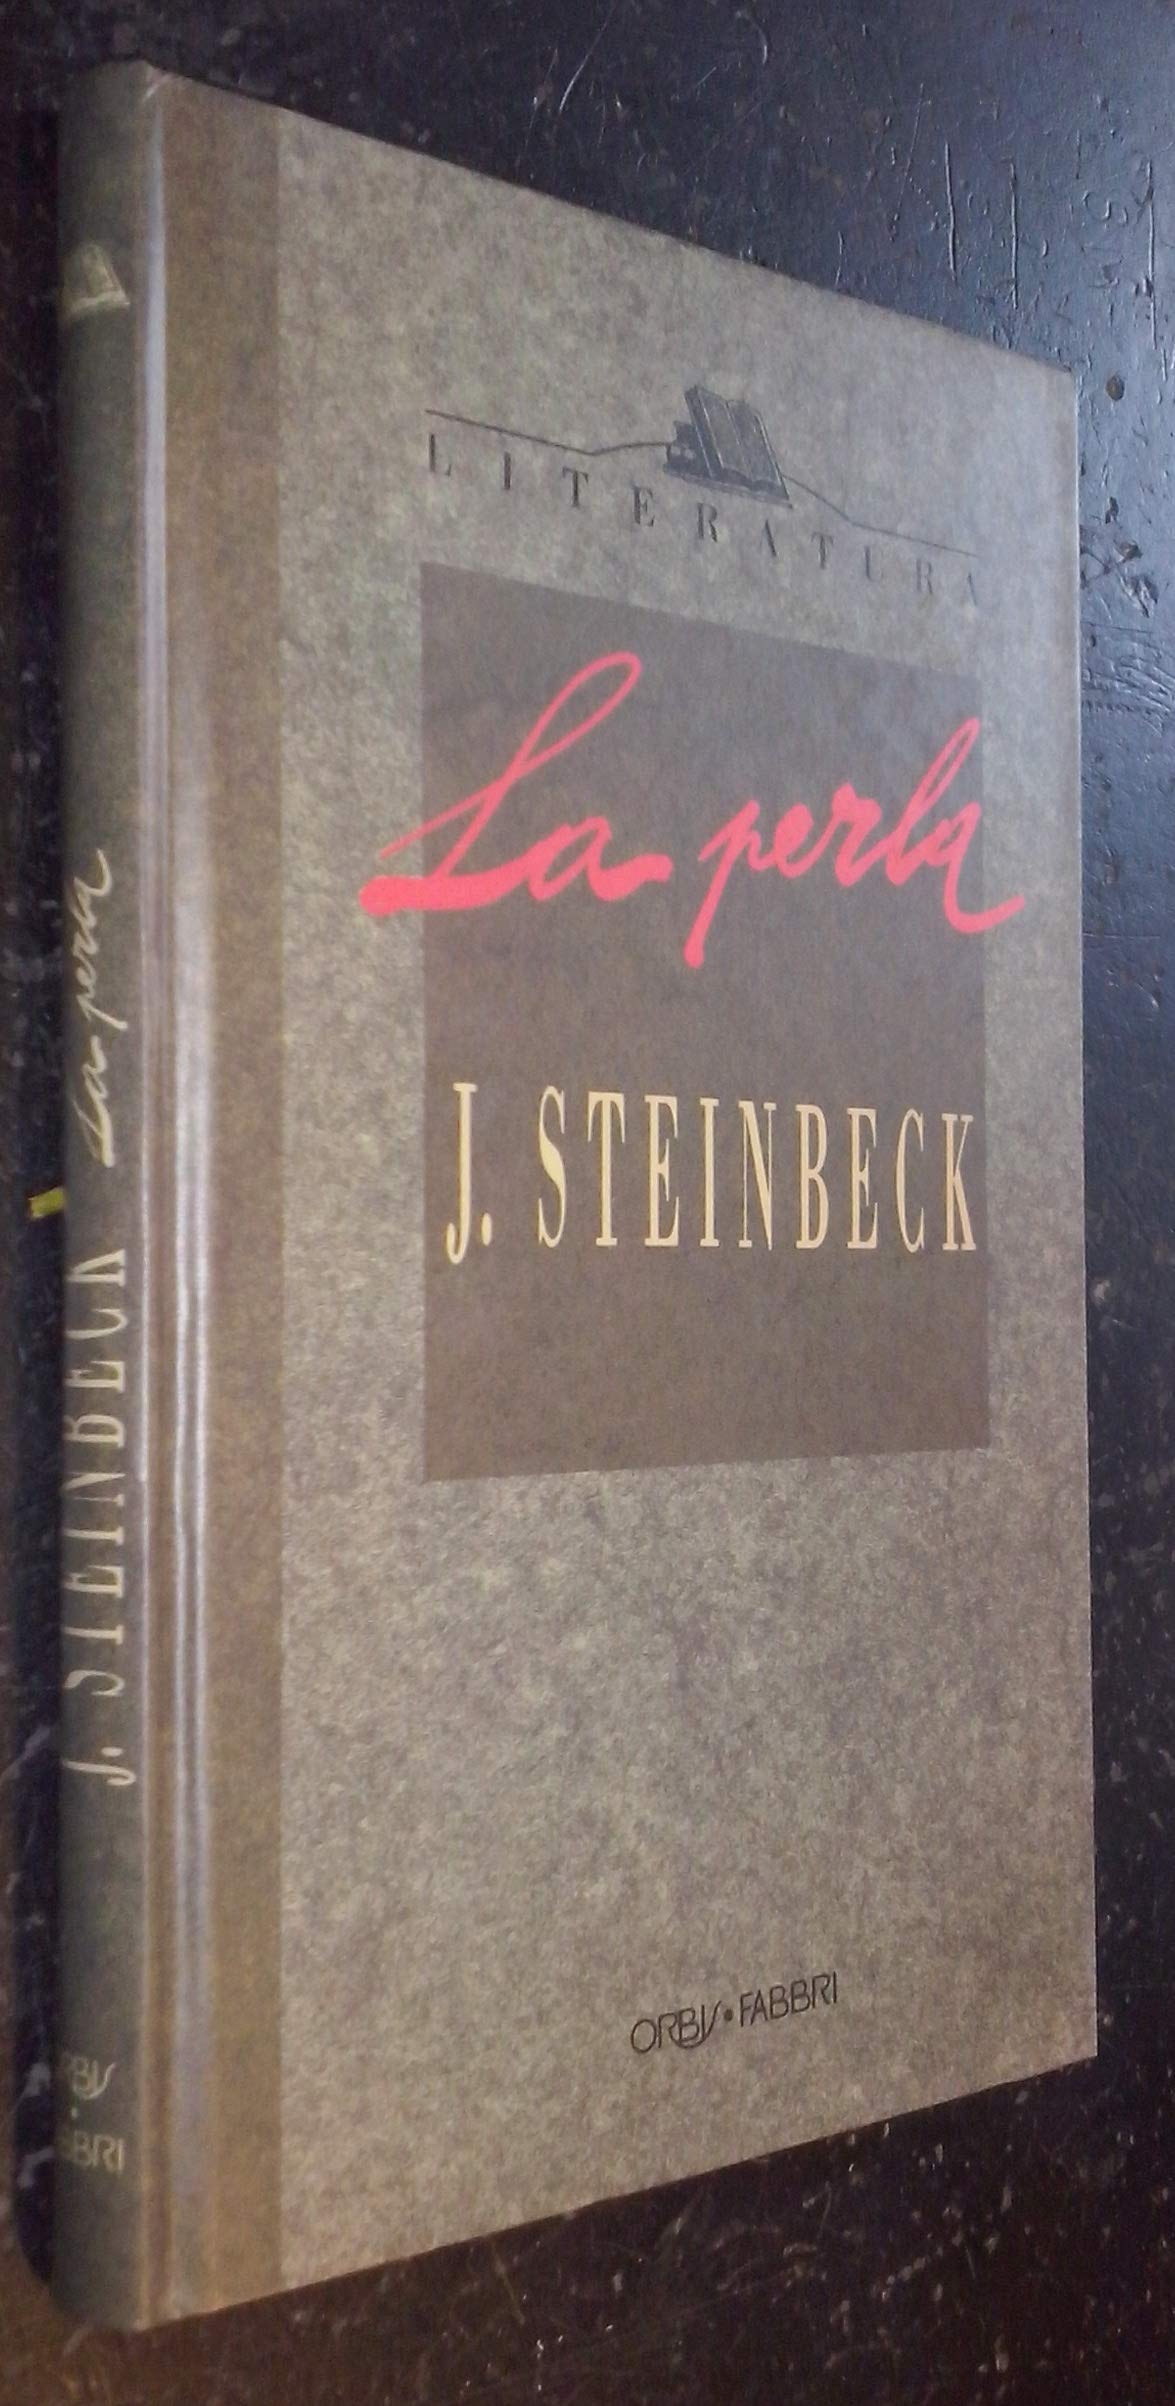 LITERATURA
La perla
J. STEINBECK
ORBIS • FABBRI
J. STEINBECK La perla
ORBIS
•
FABBRI